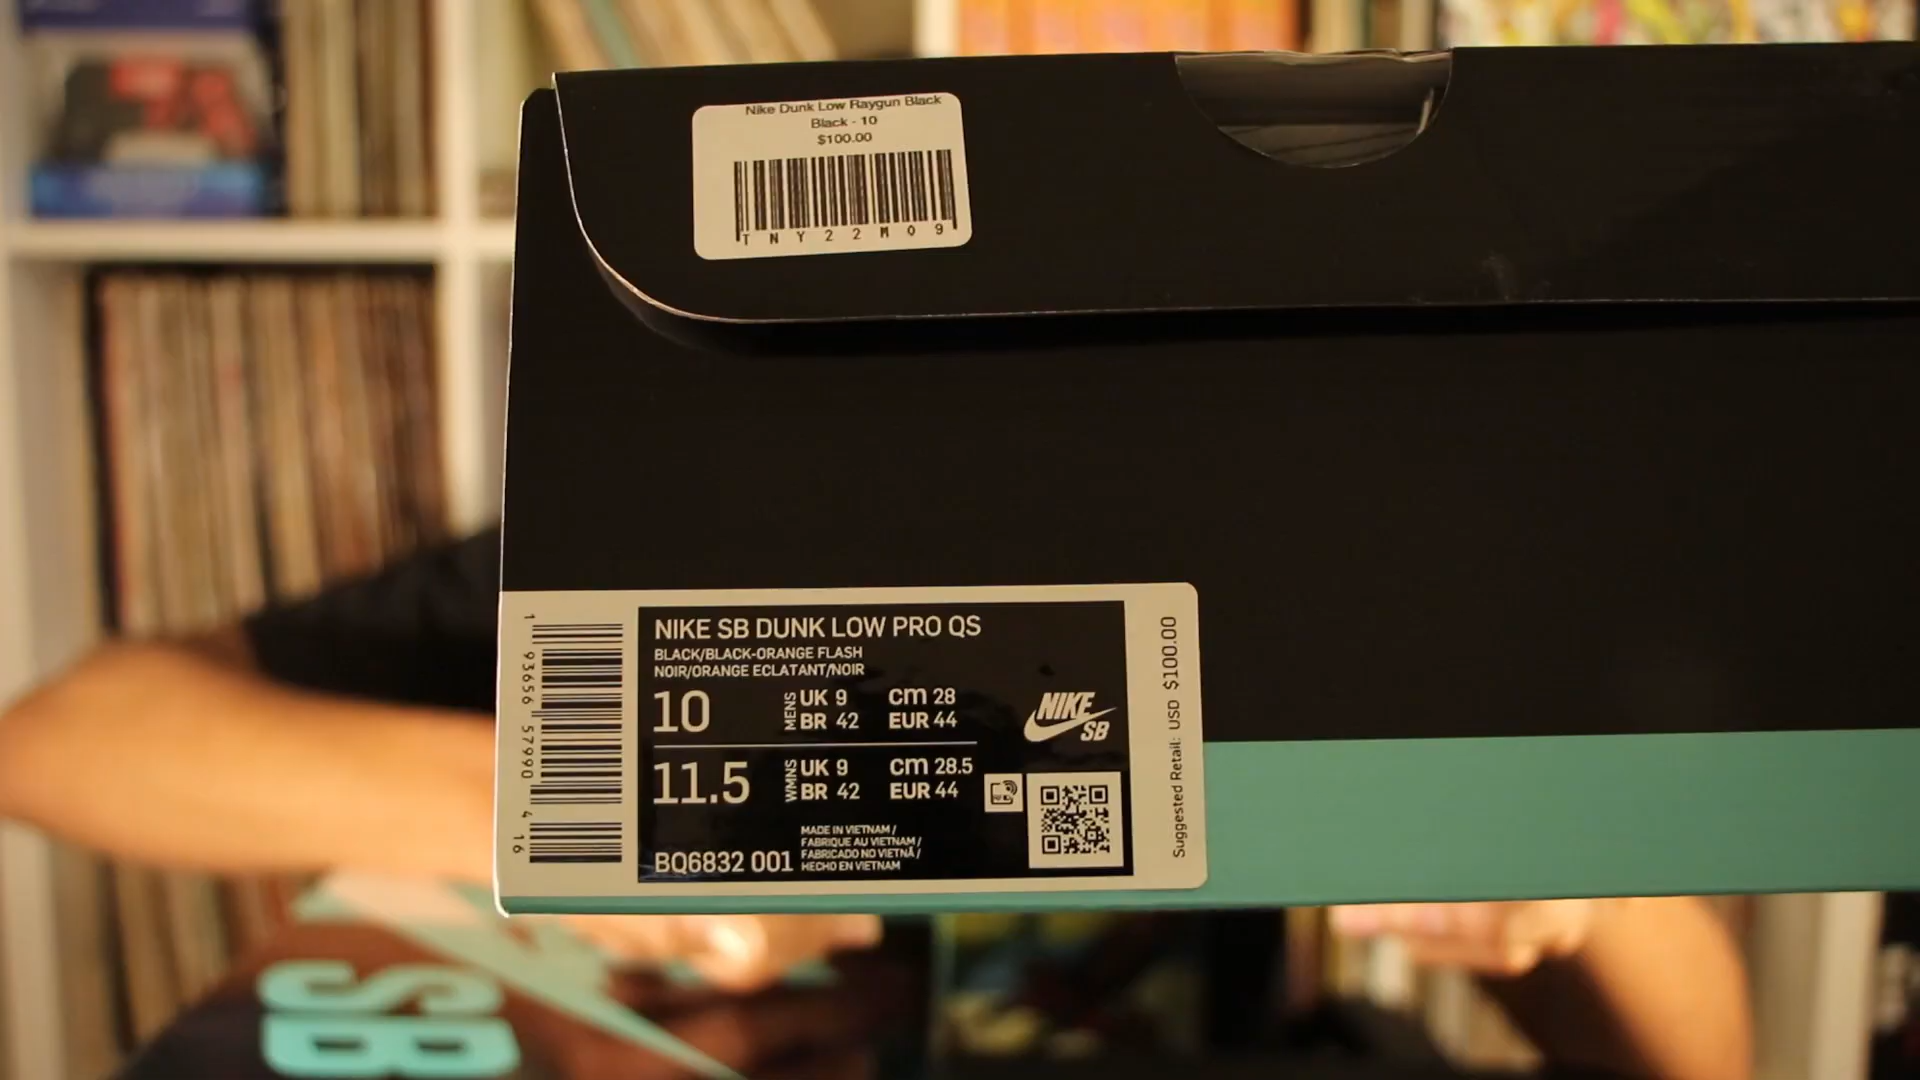 Nike Dunk Low Raygun Black
Black - 10
$100.00
TNY22M09
NIKE SB DUNK LOW PRO QS
BLACK/BLACK-ORANGE FLASH
NOIR/ORANGE ECLATANT/NOIR
10 MENS UK 9 CM 28
BR 42 EUR 44
11.5 WMNS UK 9 CM 28.5
BR 42 EUR 44
MADE IN VIETNAM /
FABRIQUE AU VIETNAM /
FABRICADO NO VIETNÃ /
HECHO EN VIETNAM
BQ6832 001
NIKE
SB
1 93656 57990 4 16
Suggested Retail: USD $100.00
SB